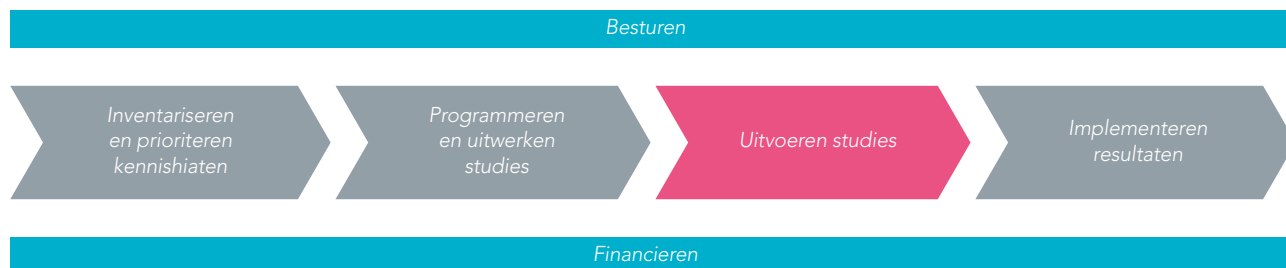 Besturen
Inventariseren
en prioriteren
kennishiaten
Programmeren
en uitwerken
studies
Uitvoeren studies
Implementeren
resultaten
Financieren